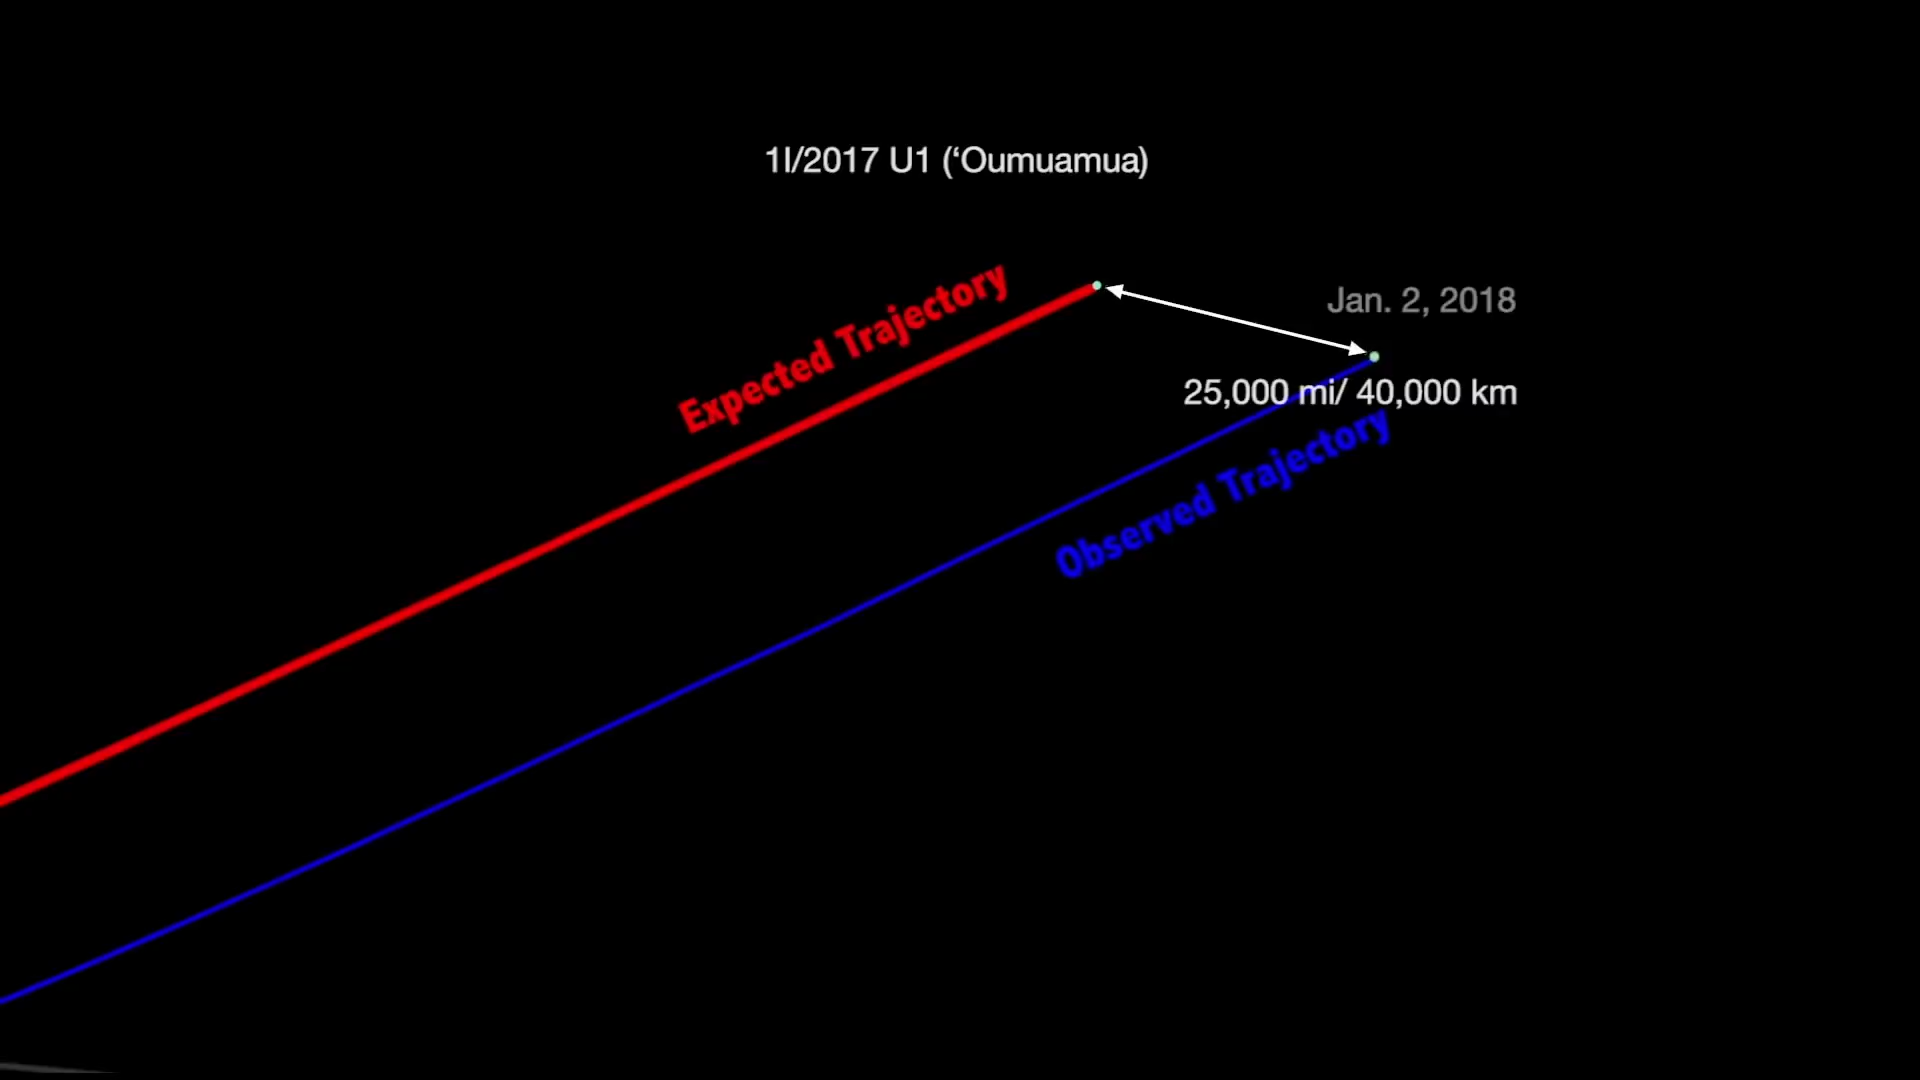 1I/2017 U1 (‘Oumuamua)
Expected Trajectory
Jan. 2, 2018
25,000 mi/ 40,000 km
Observed Trajectory